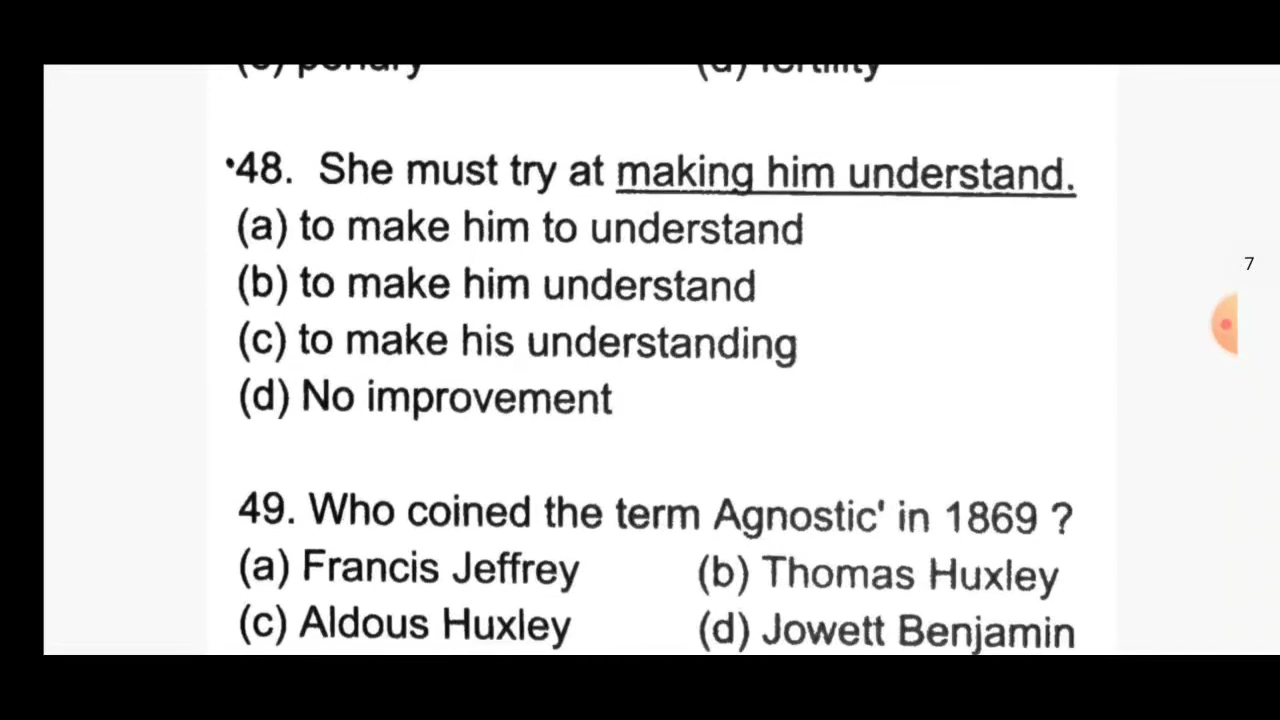 •48. She must try at making him understand.
(a) to make him to understand
(b) to make him understand
(c) to make his understanding
(d) No improvement
7
49. Who coined the term Agnostic' in 1869 ?
(a) Francis Jeffrey (b) Thomas Huxley
(c) Aldous Huxley (d) Jowett Benjamin